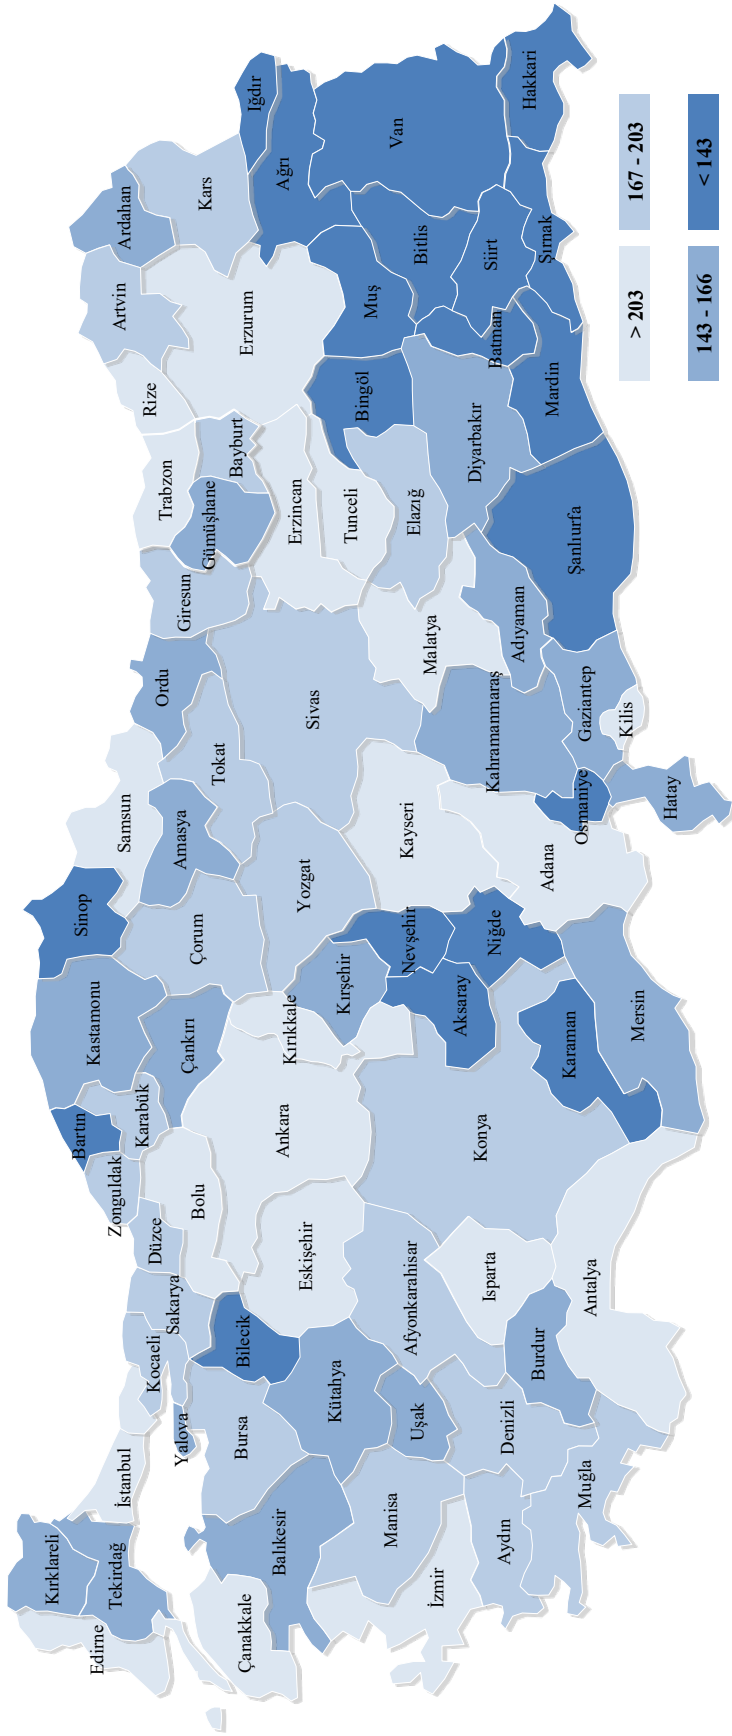 Kırklareli
Edirne
Tekirdağ
İstanbul
Bartın
Kastamonu
Sinop
Zonguldak
Karabük
Samsun
Artvin
Ardahan
Kocaeli
Sakarya
Düzce
Ordu
Trabzon
Rize
Yalova
Bolu
Çankırı
Çorum
Amasya
Giresun
Gümüşhane
Bayburt
Kars
Çanakkale
Bursa
Bilecik
Tokat
Erzurum
Iğdır
Balıkesir
Eskişehir
Ankara
Kırıkkale
Yozgat
Sivas
Erzincan
Ağrı
Kütahya
Kırşehir
Tunceli
Bingöl
Muş
Manisa
Uşak
Afyonkarahisar
Nevşehir
Kayseri
Malatya
Elazığ
Bitlis
Van
İzmir
Aksaray
Diyarbakır
Siirt
Isparta
Konya
Niğde
Kahramanmaraş
Batman
Aydın
Denizli
Burdur
Adana
Adıyaman
Mardin
Şırnak
Hakkari
Muğla
Antalya
Karaman
Osmaniye
Gaziantep
Şanlıurfa
Mersin
Kilis
Hatay
> 203
167 - 203
143 - 166
< 143